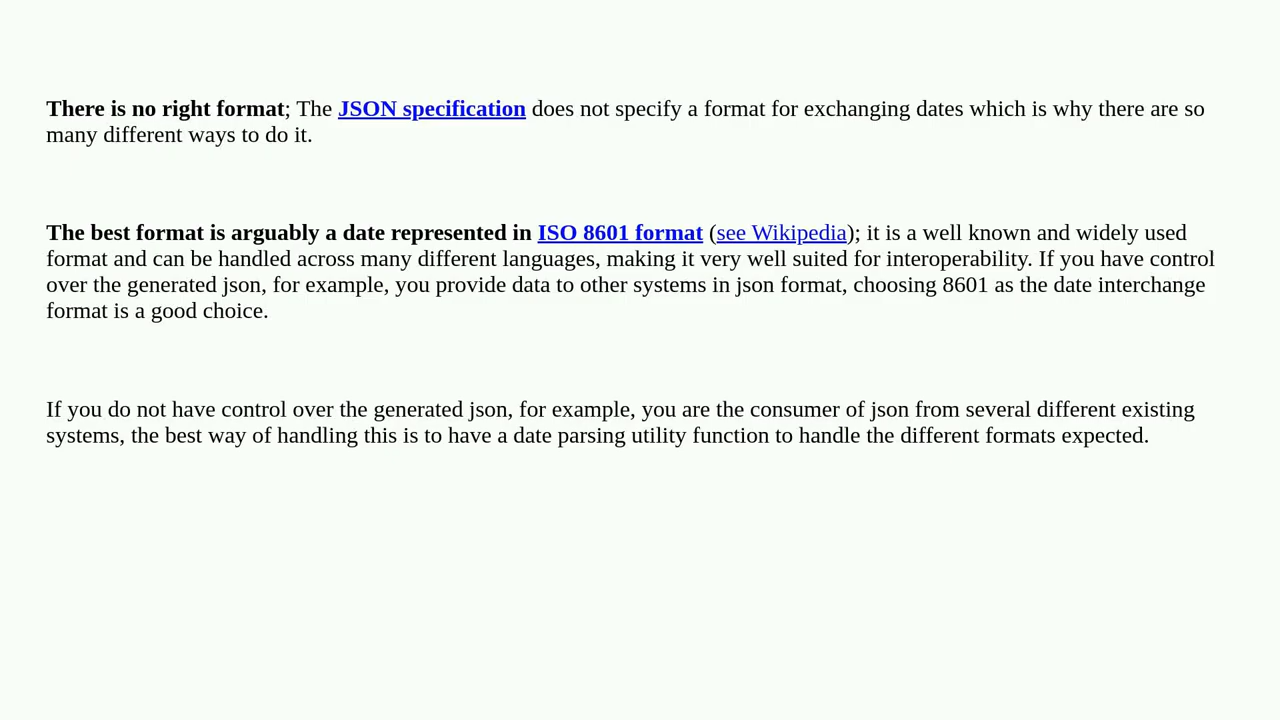 There is no right format; The JSON specification does not specify a format for exchanging dates which is why there are so
many different ways to do it.
The best format is arguably a date represented in ISO 8601 format (see Wikipedia); it is a well known and widely used
format and can be handled across many different languages, making it very well suited for interoperability. If you have control
over the generated json, for example, you provide data to other systems in json format, choosing 8601 as the date interchange
format is a good choice.
If you do not have control over the generated json, for example, you are the consumer of json from several different existing
systems, the best way of handling this is to have a date parsing utility function to handle the different formats expected.